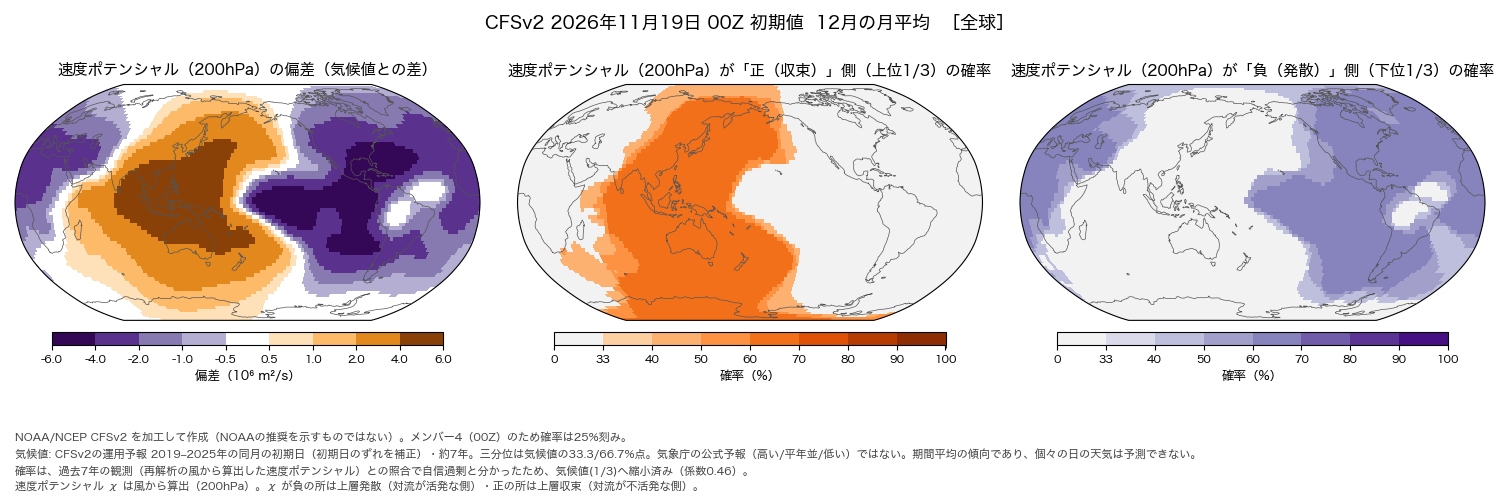 CFSv2 2026年11月19日 00Z 初期値 12月の月平均 ［全球］
速度ポテンシャル（200hPa）の偏差（気候値との差）
速度ポテンシャル（200hPa）が「正（収束）」側（上位1/3）の確率
速度ポテンシャル（200hPa）が「負（発散）」側（下位1/3）の確率
-6.0 -4.0 -2.0 -1.0 -0.5 0.5 1.0 2.0 4.0 6.0
偏差（10⁶ m²/s）
0 33 40 50 60 70 80 90 100
確率（%）
0 33 40 50 60 70 80 90 100
確率（%）
NOAA/NCEP CFSv2 を加工して作成（NOAAの推奨を示すものではない）。メンバー4（00Z）のため確率は25%刻み。
気候値: CFSv2の運用予報 2019–2025年の同月の初期日（初期日のずれを補正）・約7年。三分位は気候値の33.3/66.7%点。気象庁の公式予報（高い/平年並/低い）ではない。期間平均の傾向であり、個々の日の天気は予測できない。
確率は、過去7年の観測（再解析の風から算出した速度ポテンシャル）との照合で自信過剰と分かったため、気候値(1/3)へ縮小済み（係数0.46）。
速度ポテンシャル χ は風から算出（200hPa）。χ が負の所は上層発散（対流が活発な側）・正の所は上層収束（対流が不活発な側）。